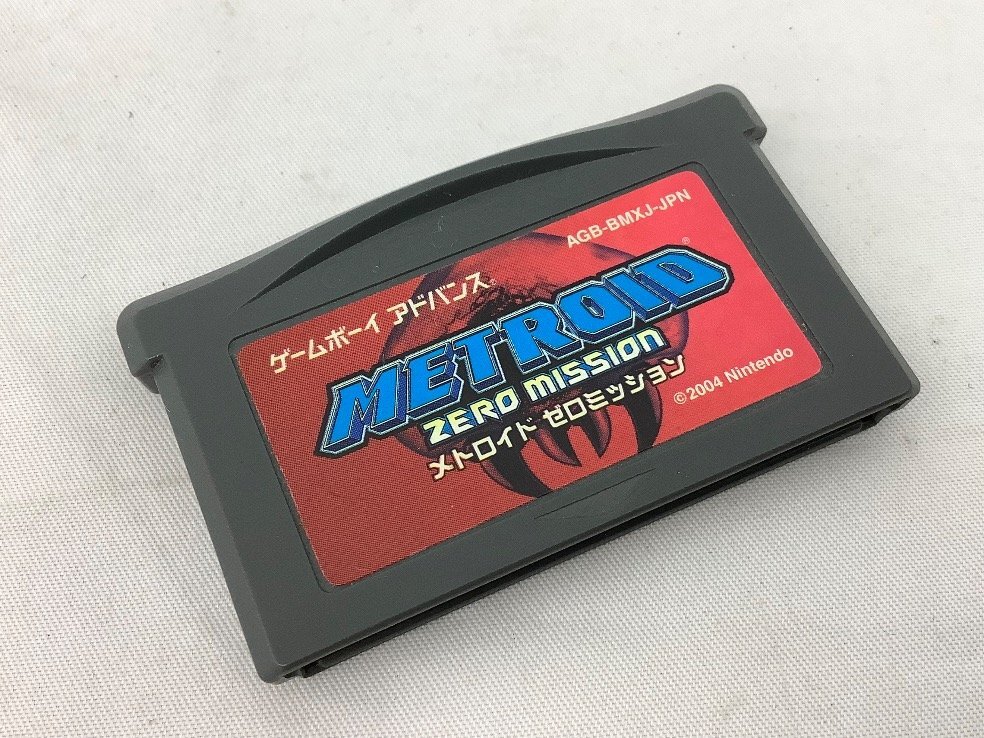 ゲームボーイ アドバンス
AGB-BMXJ-JPN
METROID®
ZERO MISSION
メトロイド ゼロミッション
©2004 Nintendo